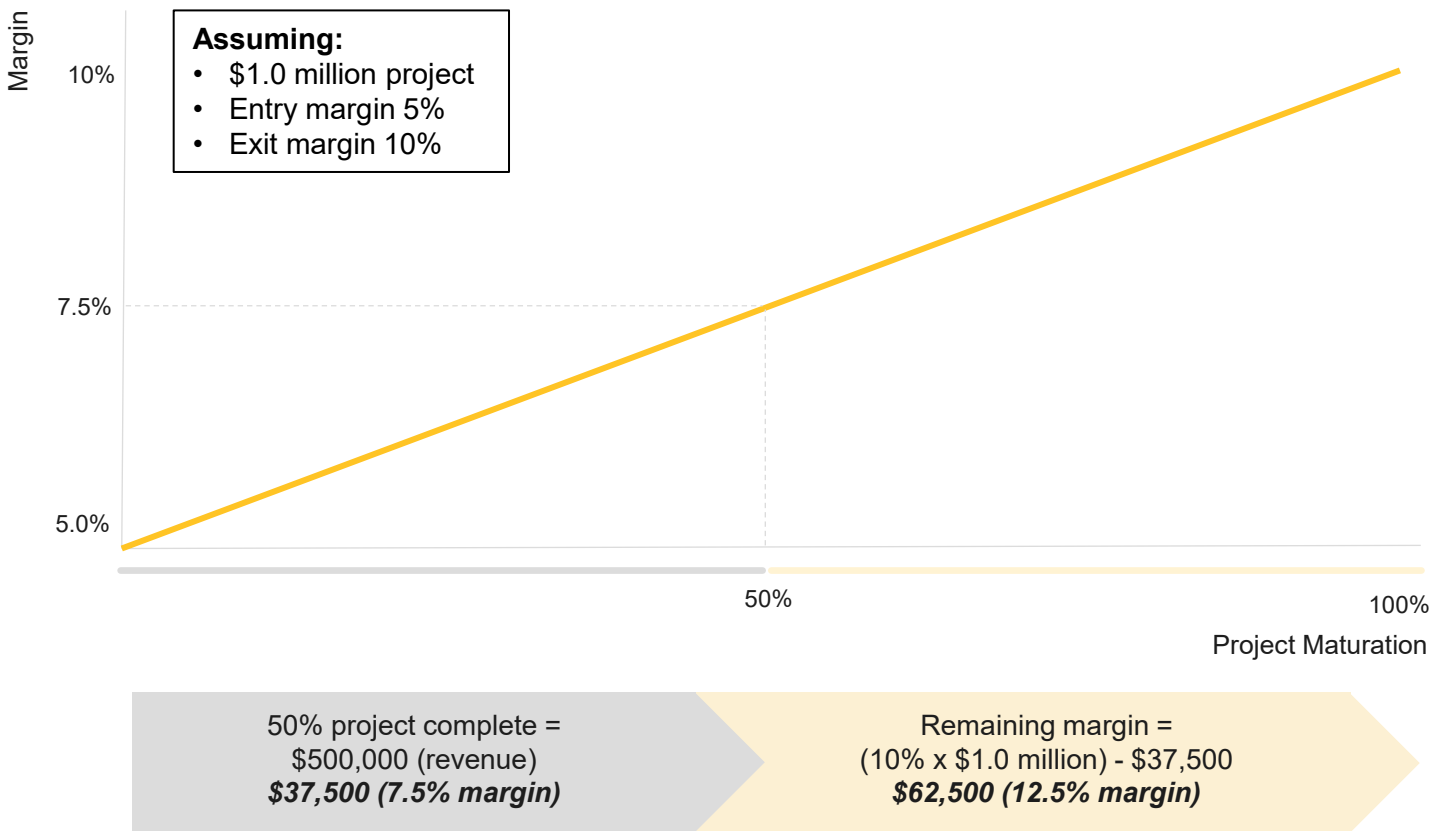 Margin
Assuming:
• $1.0 million project
• Entry margin 5%
• Exit margin 10%
10%
7.5%
5.0%
50%
100%
Project Maturation
50% project complete =
$500,000 (revenue)
$37,500 (7.5% margin)
Remaining margin =
(10% x $1.0 million) - $37,500
$62,500 (12.5% margin)